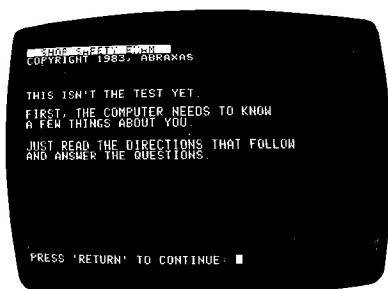 SHOP SAFETY EXAM
COPYRIGHT 1983, ABRAXAS
THIS ISN'T THE TEST YET.
FIRST, THE COMPUTER NEEDS TO KNOW
A FEW THINGS ABOUT YOU.
JUST READ THE DIRECTIONS THAT FOLLOW
AND ANSWER THE QUESTIONS.
PRESS 'RETURN' TO CONTINUE: